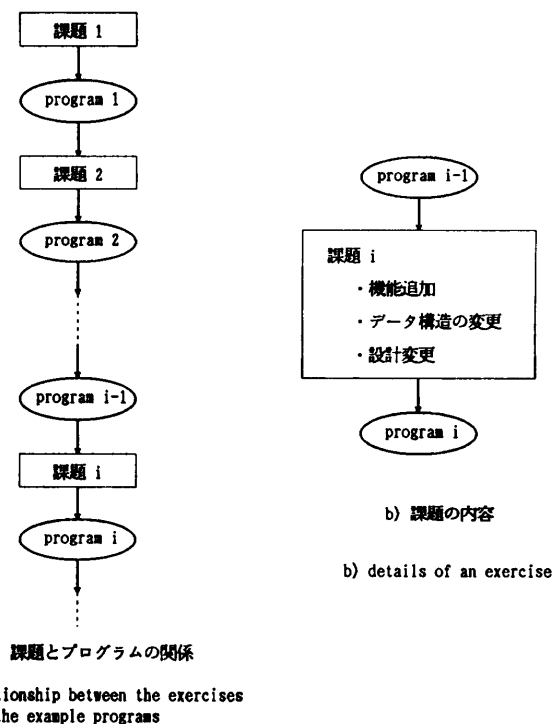 課題 1
program 1
課題 2
program 2
program i-1
課題 i
program i
課題とプログラムの関係
tionship between the exercises
the example programs
program i-1
課題 i
・機能追加
・データ構造の変更
・設計変更
program i
b) 課題の内容
b) details of an exercise